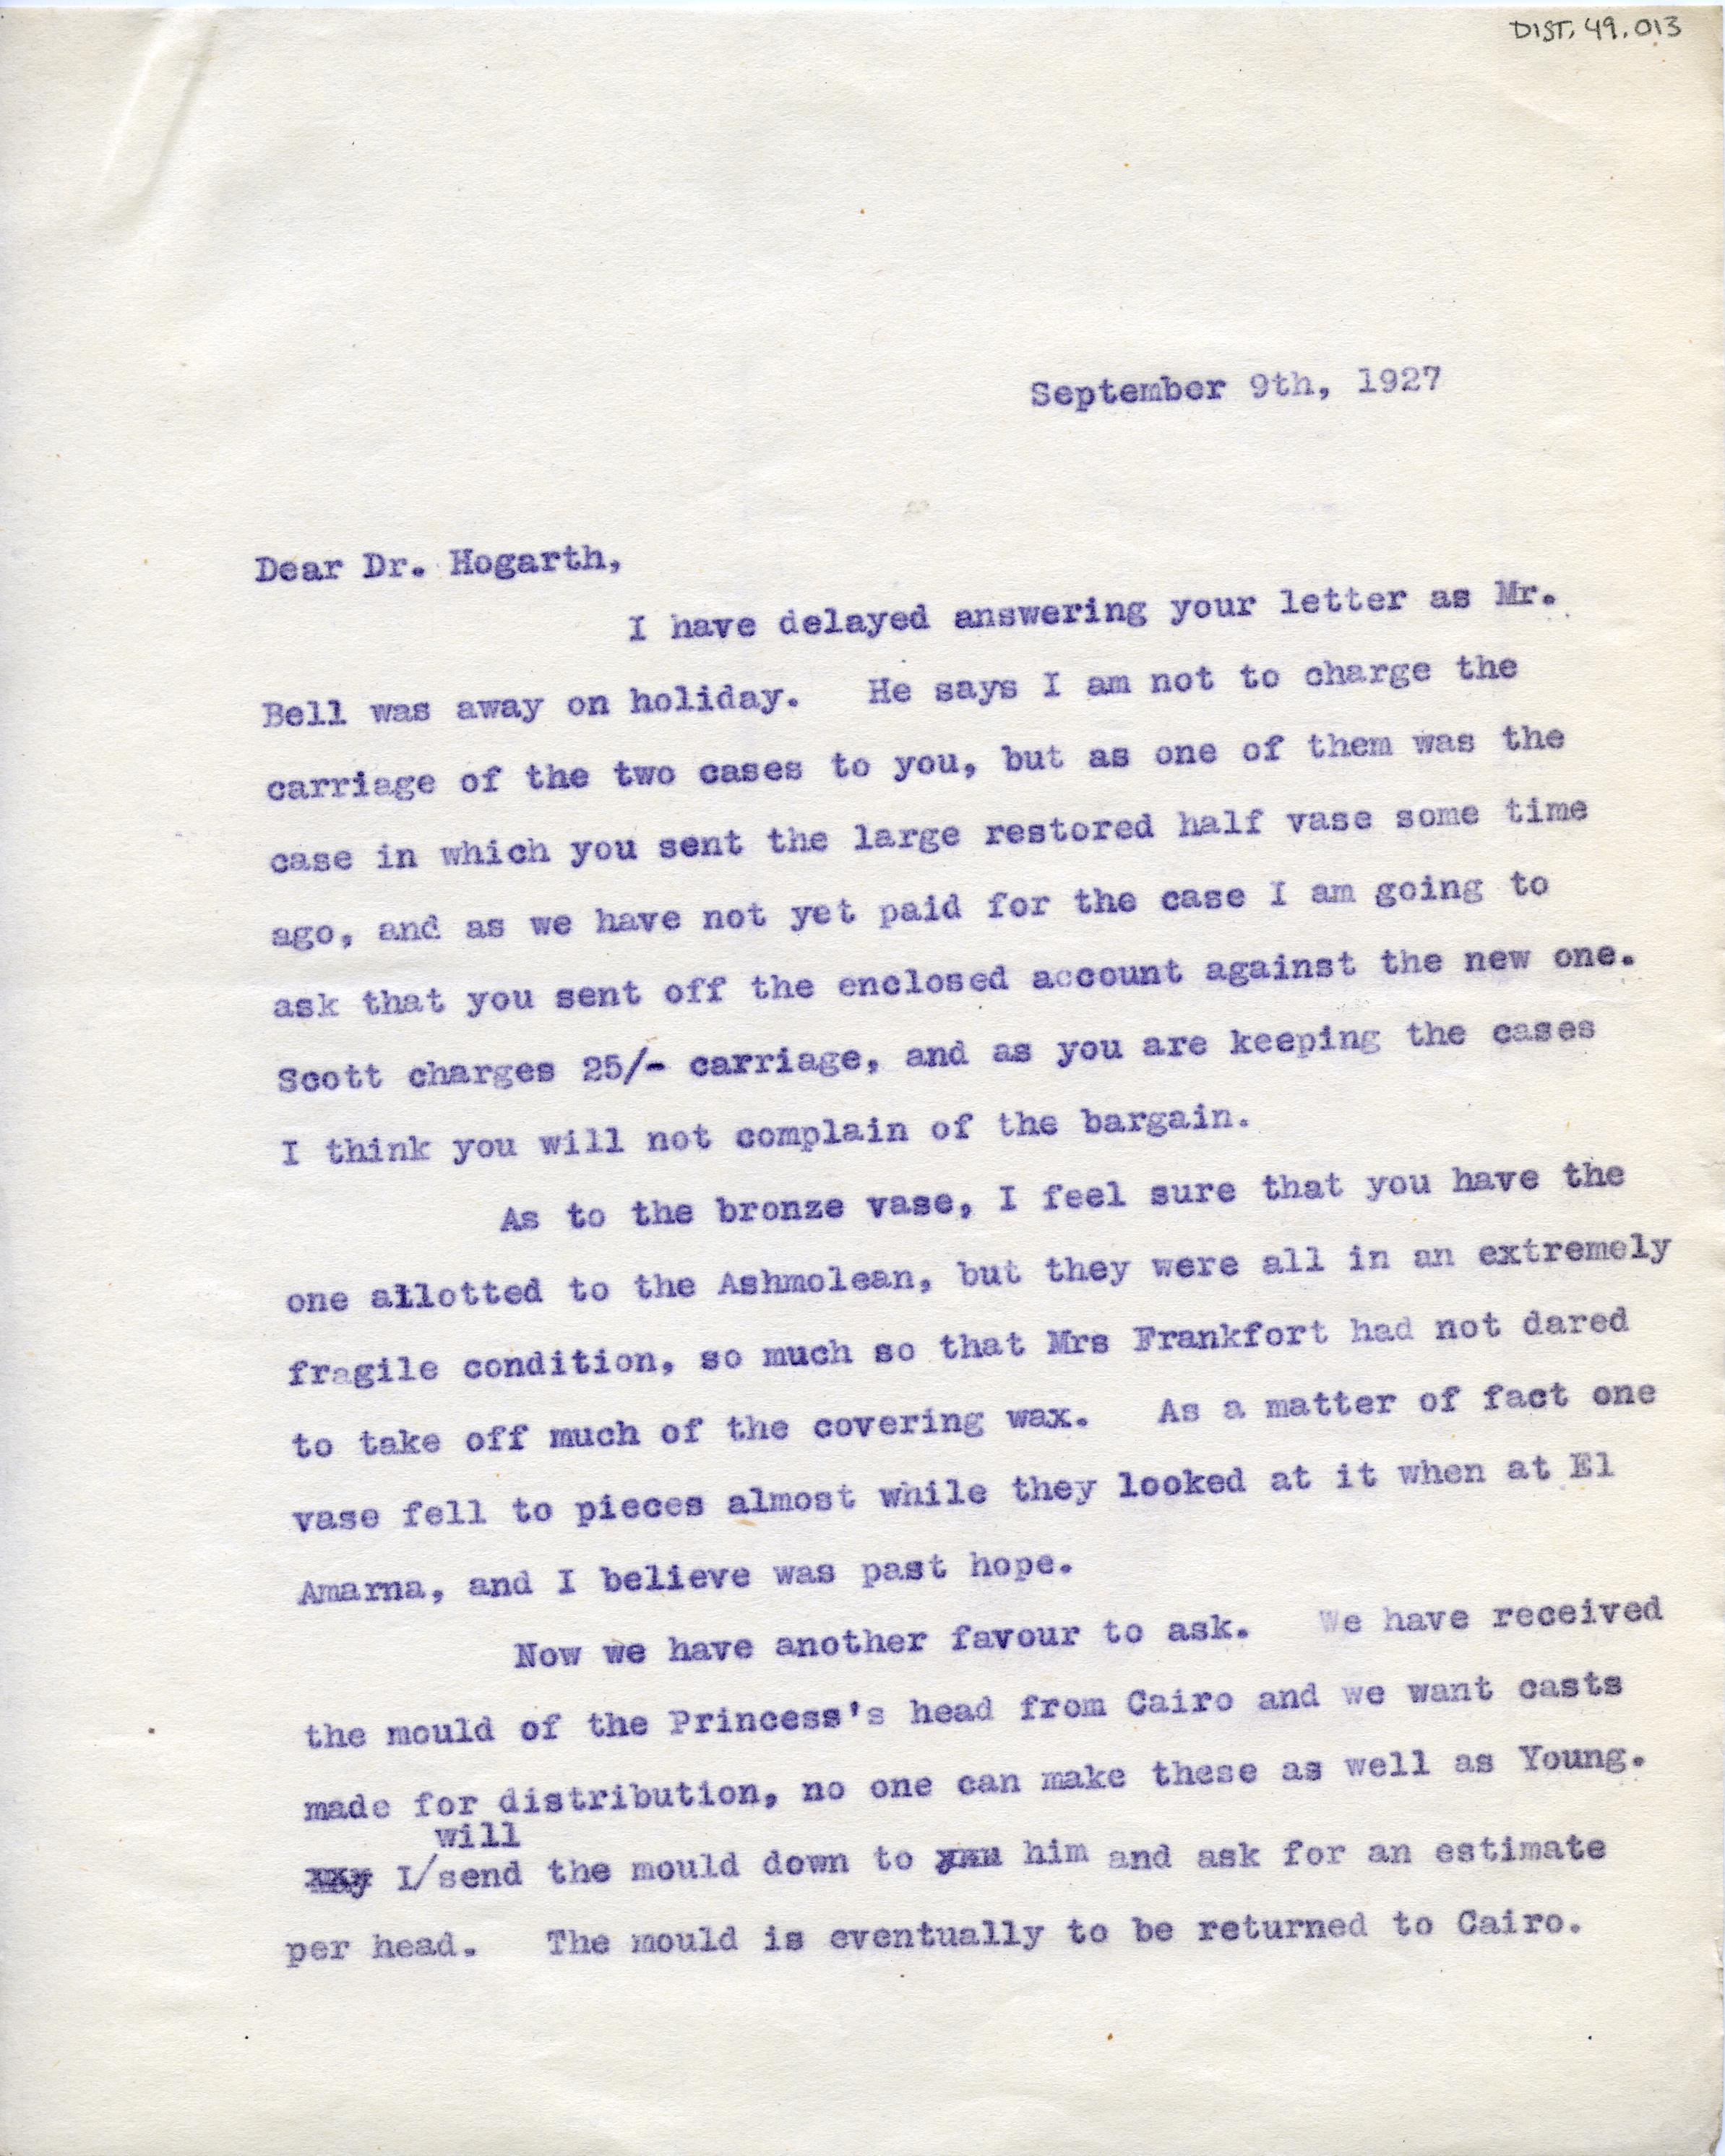 DIST. 49.013
September 9th, 1927
Dear Dr. Hogarth,
I have delayed answering your letter as Mr.
Bell was away on holiday. He says I am not to charge the
carriage of the two cases to you, but as one of them was the
case in which you sent the large restored half vase some time
ago, and as we have not yet paid for the case I am going to
ask that you sent off the enclosed account against the new one.
Scott charges 25/- carriage, and as you are keeping the cases
I think you will not complain of the bargain.
As to the bronze vase, I feel sure that you have the
one allotted to the Ashmolean, but they were all in an extremely
fragile condition, so much so that Mrs Frankfort had not dared
to take off much of the covering wax. As a matter of fact one
vase fell to pieces almost while they looked at it when at El
Amarna, and I believe was past hope.
Now we have another favour to ask. We have received
the mould of the Princess's head from Cairo and we want casts
made for distribution, no one can make these as well as Young.
will
I/send the mould down to him and ask for an estimate
per head. The mould is eventually to be returned to Cairo.